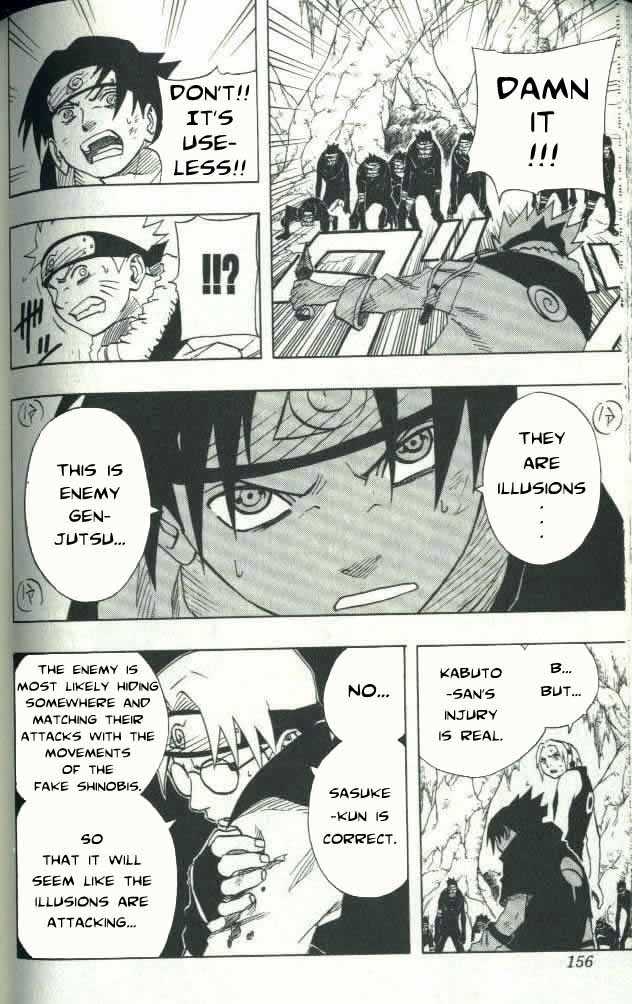 DAMN
IT
!!!
DON'T!!
IT'S
USE-
LESS!!
!!?
THEY
ARE
ILLUSIONS
.
.
.
THIS IS
ENEMY
GEN-
JUTSU...
B...
BUT...
KABUTO
-SAN'S
INJURY
IS REAL.
NO...
SASUKE
-KUN IS
CORRECT.
THE ENEMY IS
MOST LIKELY HIDING
SOMEWHERE AND
MATCHING THEIR
ATTACKS WITH THE
MOVEMENTS
OF THE
FAKE SHINOBIS.
SO
THAT IT WILL
SEEM LIKE THE
ILLUSIONS ARE
ATTACKING...
156